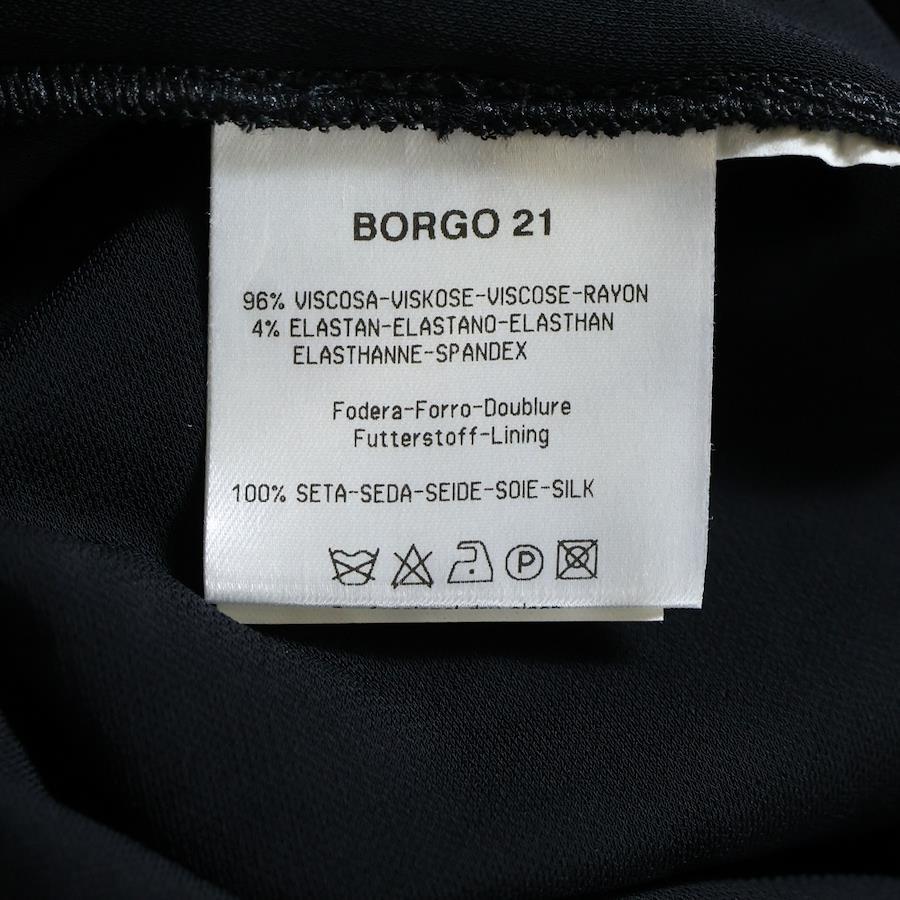 BORGO 21
96% VISCOSA-VISKOSE-VISCOSE-RAYON
4% ELASTAN-ELASTANO-ELASTHAN
ELASTHANNE-SPANDEX
Fodera-Forro-Doublure
Futterstoff-Lining
100% SETA-SEDA-SEIDE-SOIE-SILK
P